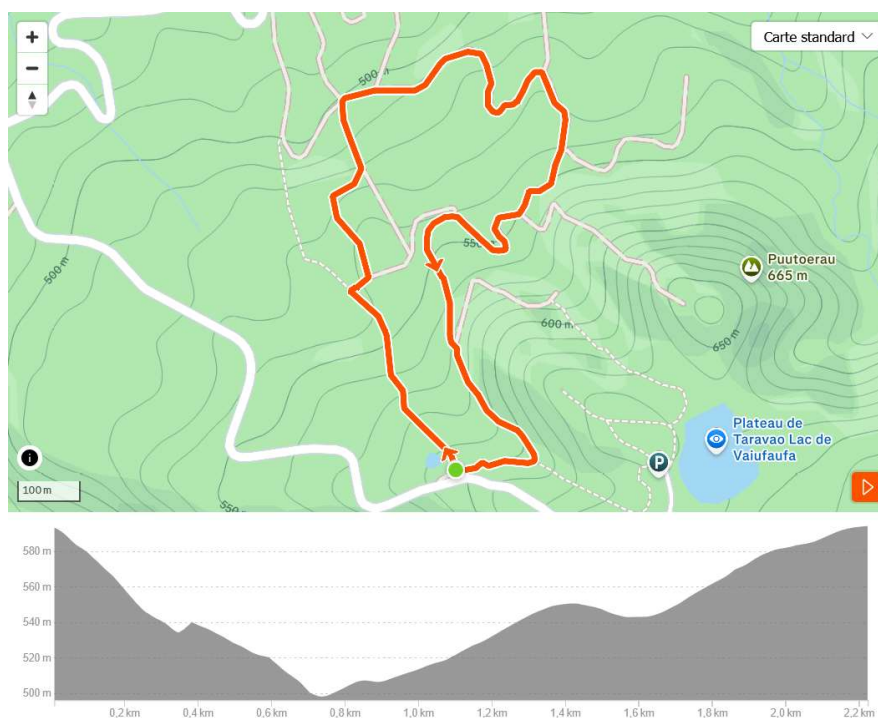 +
Carte standard
−
500 m
500 m
550 m
Puutoerau
665 m
600 m
650 m
Plateau de
Taravao Lac de
Vaiufaufa
P
i
100 m
550 m
580 m
560 m
540 m
520 m
500 m
0,2 km
0,4 km
0,6 km
0,8 km
1,0 km
1,2 km
1,4 km
1,6 km
1,8 km
2,0 km
2,2 km